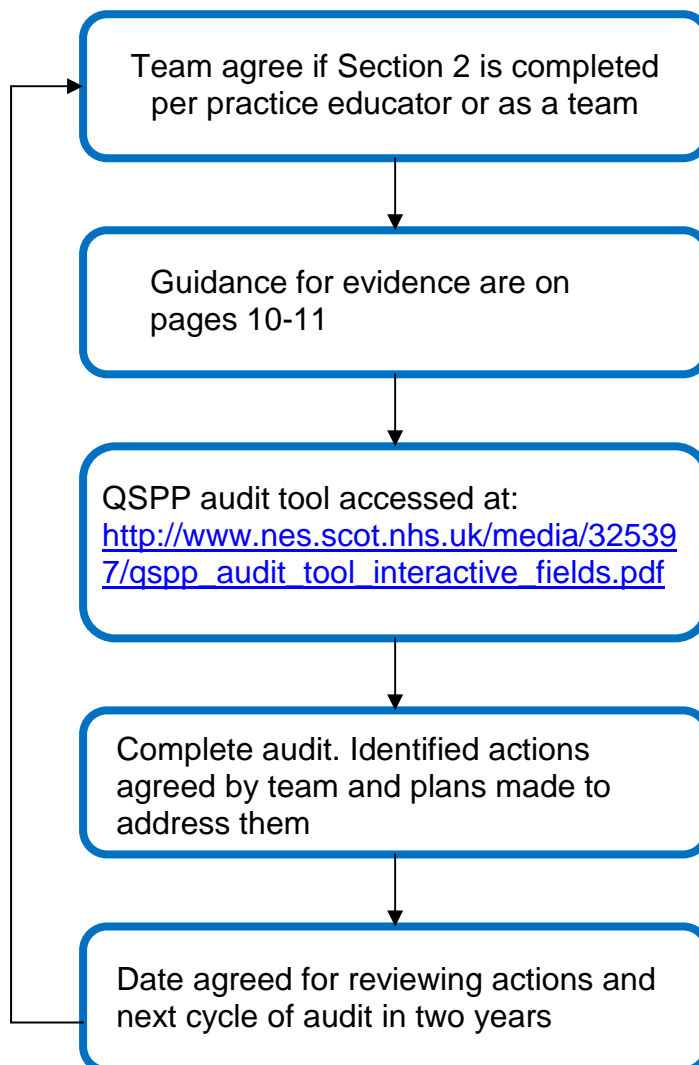 Team agree if Section 2 is completed
per practice educator or as a team
Guidance for evidence are on
pages 10-11
QSPP audit tool accessed at:
http://www.nes.scot.nhs.uk/media/325397/qspp_audit_tool_interactive_fields.pdf
Complete audit. Identified actions
agreed by team and plans made to
address them
Date agreed for reviewing actions and
next cycle of audit in two years